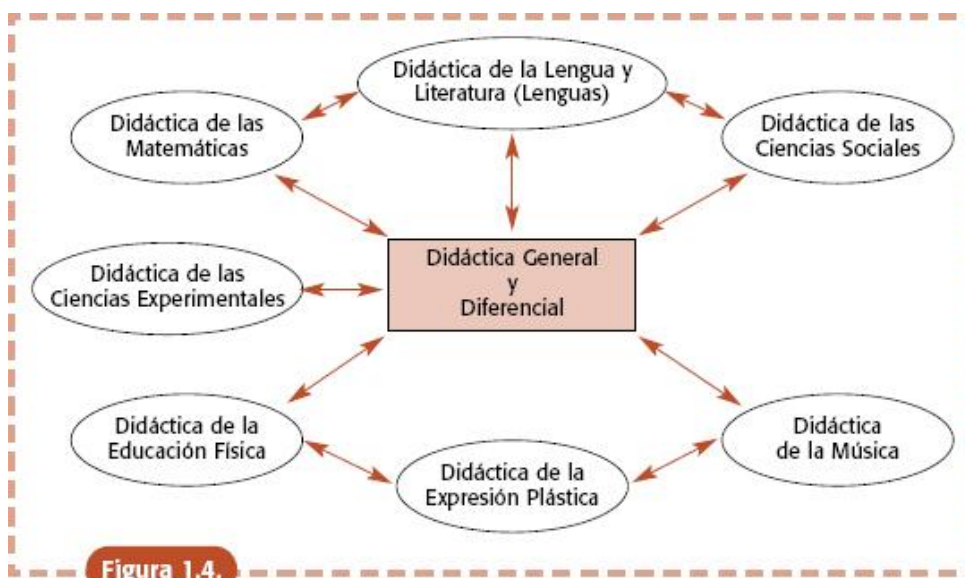 Didáctica de la Lengua y
Literatura (Lenguas)
Didáctica de las
Matemáticas
Didáctica de las
Ciencias Sociales
Didáctica General
y
Diferencial
Didáctica de las
Ciencias Experimentales
Didáctica de la
Educación Física
Didáctica de la
Expresión Plástica
Didáctica
de la Música
Figura 1.4.